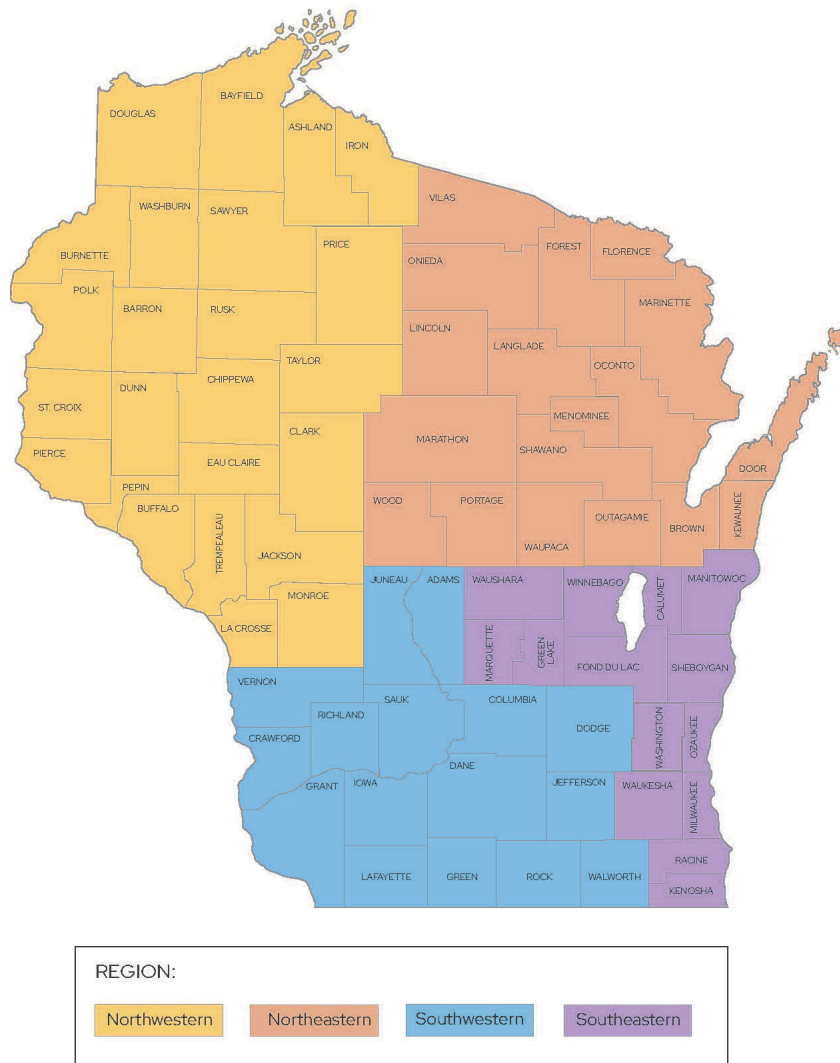 BAYFIELD
DOUGLAS
ASHLAND
IRON
VILAS
WASHBURN
SAWYER
PRICE
FOREST
FLORENCE
BURNETTE
ONIEDA
POLK
MARINETTE
BARRON
RUSK
LINCOLN
LANGLADE
OCONTO
TAYLOR
CHIPPEWA
DUNN
ST. CROIX
MENOMINEE
CLARK
MARATHON
SHAWANO
PIERCE
EAU CLAIRE
DOOR
PEPIN
BUFFALO
WOOD
PORTAGE
OUTAGAMIE
BROWN
KEWAUNEE
TREMPEALEAU
WAUPACA
JACKSON
JUNEAU
ADAMS
WAUSHARA
WINNEBAGO
CALUMET
MANITOWOC
MONROE
LA CROSSE
MARQUETTE
GREEN
LAKE
FOND DU LAC
SHEBOYGAN
VERNON
SAUK
COLUMBIA
RICHLAND
DODGE
WASHINGTON
OZAUKEE
CRAWFORD
DANE
GRANT
IOWA
JEFFERSON
WAUKESHA
MILWAUKEE
RACINE
LAFAYETTE
GREEN
ROCK
WALWORTH
KENOSHA
REGION:
Northwestern
Northeastern
Southwestern
Southeastern